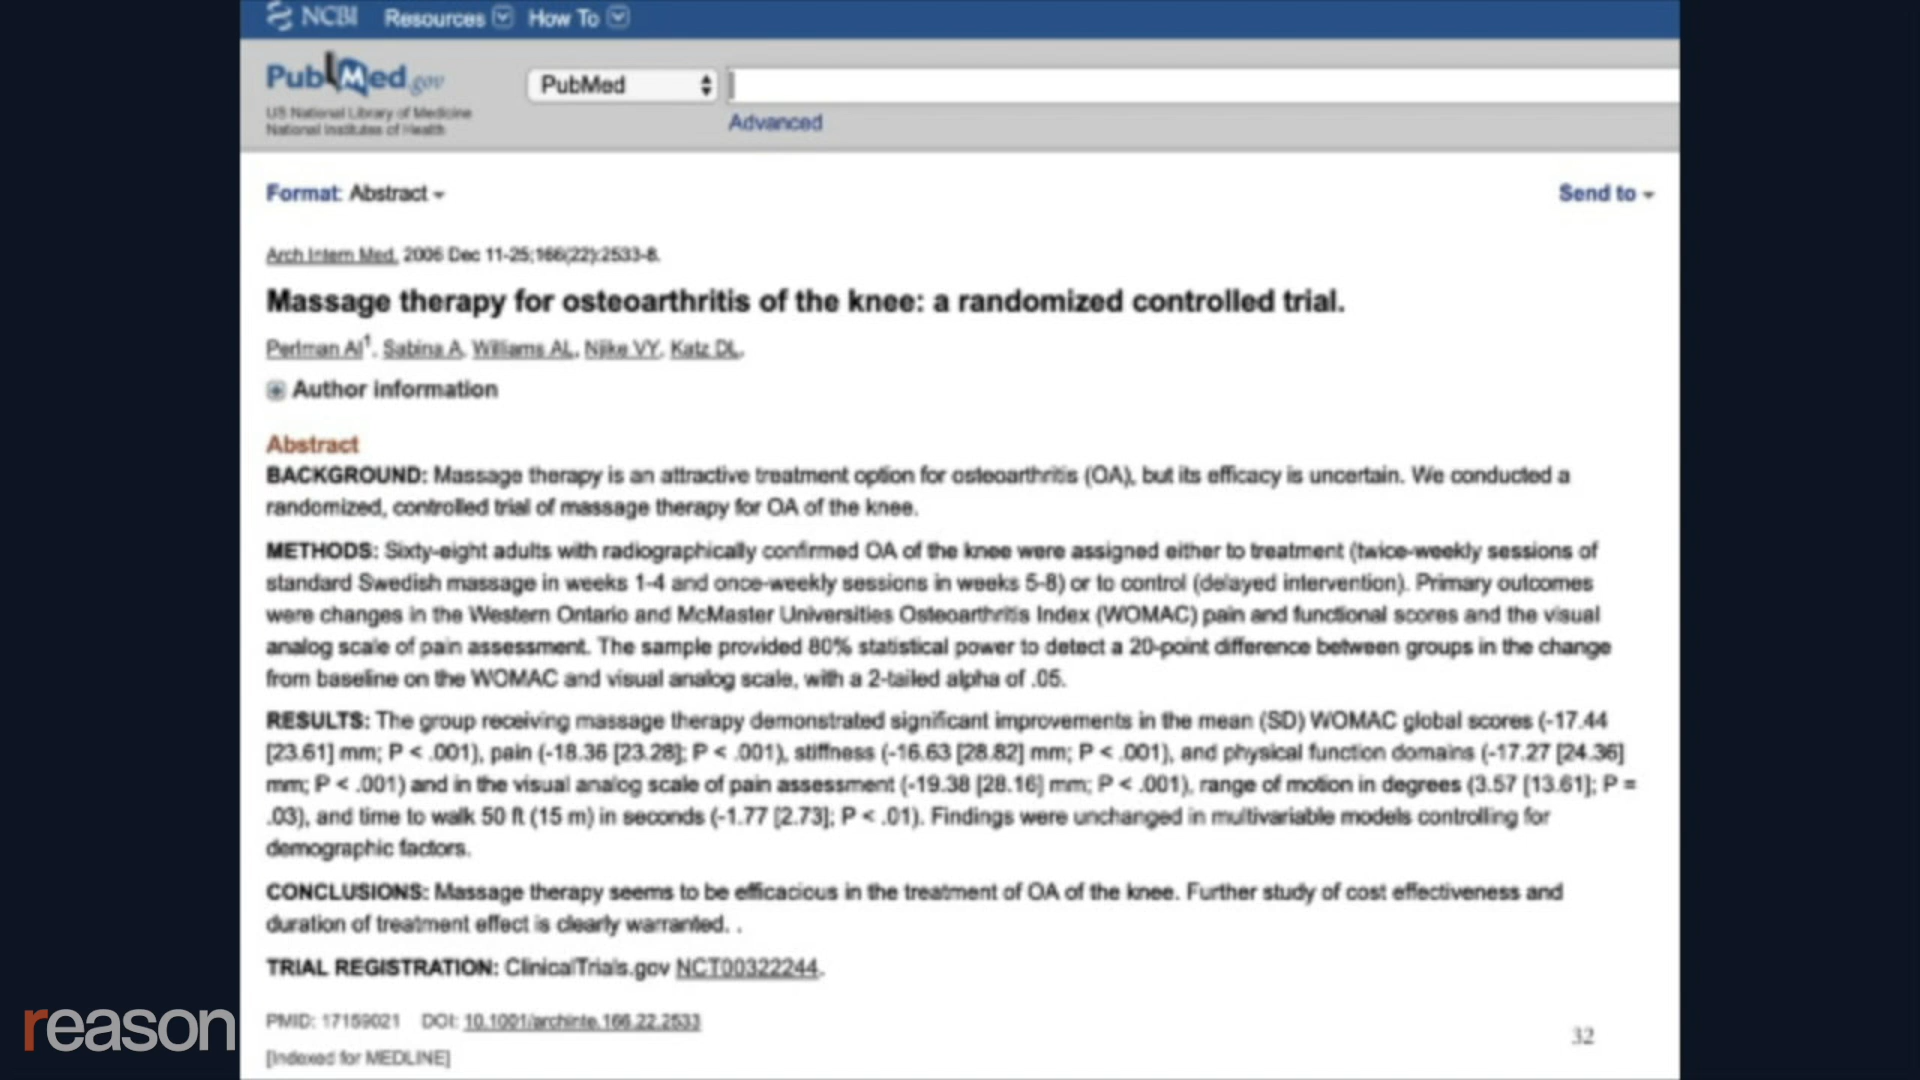 NCBI Resources How To
PubMed.gov
US National Library of Medicine
National Institutes of Health
PubMed
Advanced
Format: Abstract
Send to
Arch Intern Med. 2006 Dec 11-25;166(22):2533-8.
Massage therapy for osteoarthritis of the knee: a randomized controlled trial.
Perlman AI1, Sabina A, Williams AL, Njike VY, Katz DL.
Author information
Abstract
BACKGROUND: Massage therapy is an attractive treatment option for osteoarthritis (OA), but its efficacy is uncertain. We conducted a
randomized, controlled trial of massage therapy for OA of the knee.
METHODS: Sixty-eight adults with radiographically confirmed OA of the knee were assigned either to treatment (twice-weekly sessions of
standard Swedish massage in weeks 1-4 and once-weekly sessions in weeks 5-8) or to control (delayed intervention). Primary outcomes
were changes in the Western Ontario and McMaster Universities Osteoarthritis Index (WOMAC) pain and functional scores and the visual
analog scale of pain assessment. The sample provided 80% statistical power to detect a 20-point difference between groups in the change
from baseline on the WOMAC and visual analog scale, with a 2-tailed alpha of .05.
RESULTS: The group receiving massage therapy demonstrated significant improvements in the mean (SD) WOMAC global scores (-17.44
[23.61] mm; P < .001), pain (-18.36 [23.28]; P < .001), stiffness (-16.63 [28.82] mm; P < .001), and physical function domains (-17.27 [24.36]
mm; P < .001) and in the visual analog scale of pain assessment (-19.38 [28.16] mm; P < .001), range of motion in degrees (3.57 [13.61]; P =
.03), and time to walk 50 ft (15 m) in seconds (-1.77 [2.73]; P < .01). Findings were unchanged in multivariable models controlling for
demographic factors.
CONCLUSIONS: Massage therapy seems to be efficacious in the treatment of OA of the knee. Further study of cost effectiveness and
duration of treatment effect is clearly warranted. .
TRIAL REGISTRATION: ClinicalTrials.gov NCT00322244.
PMID: 17159021 DOI: 10.1001/archinte.166.22.2533
[Indexed for MEDLINE]
32
reason